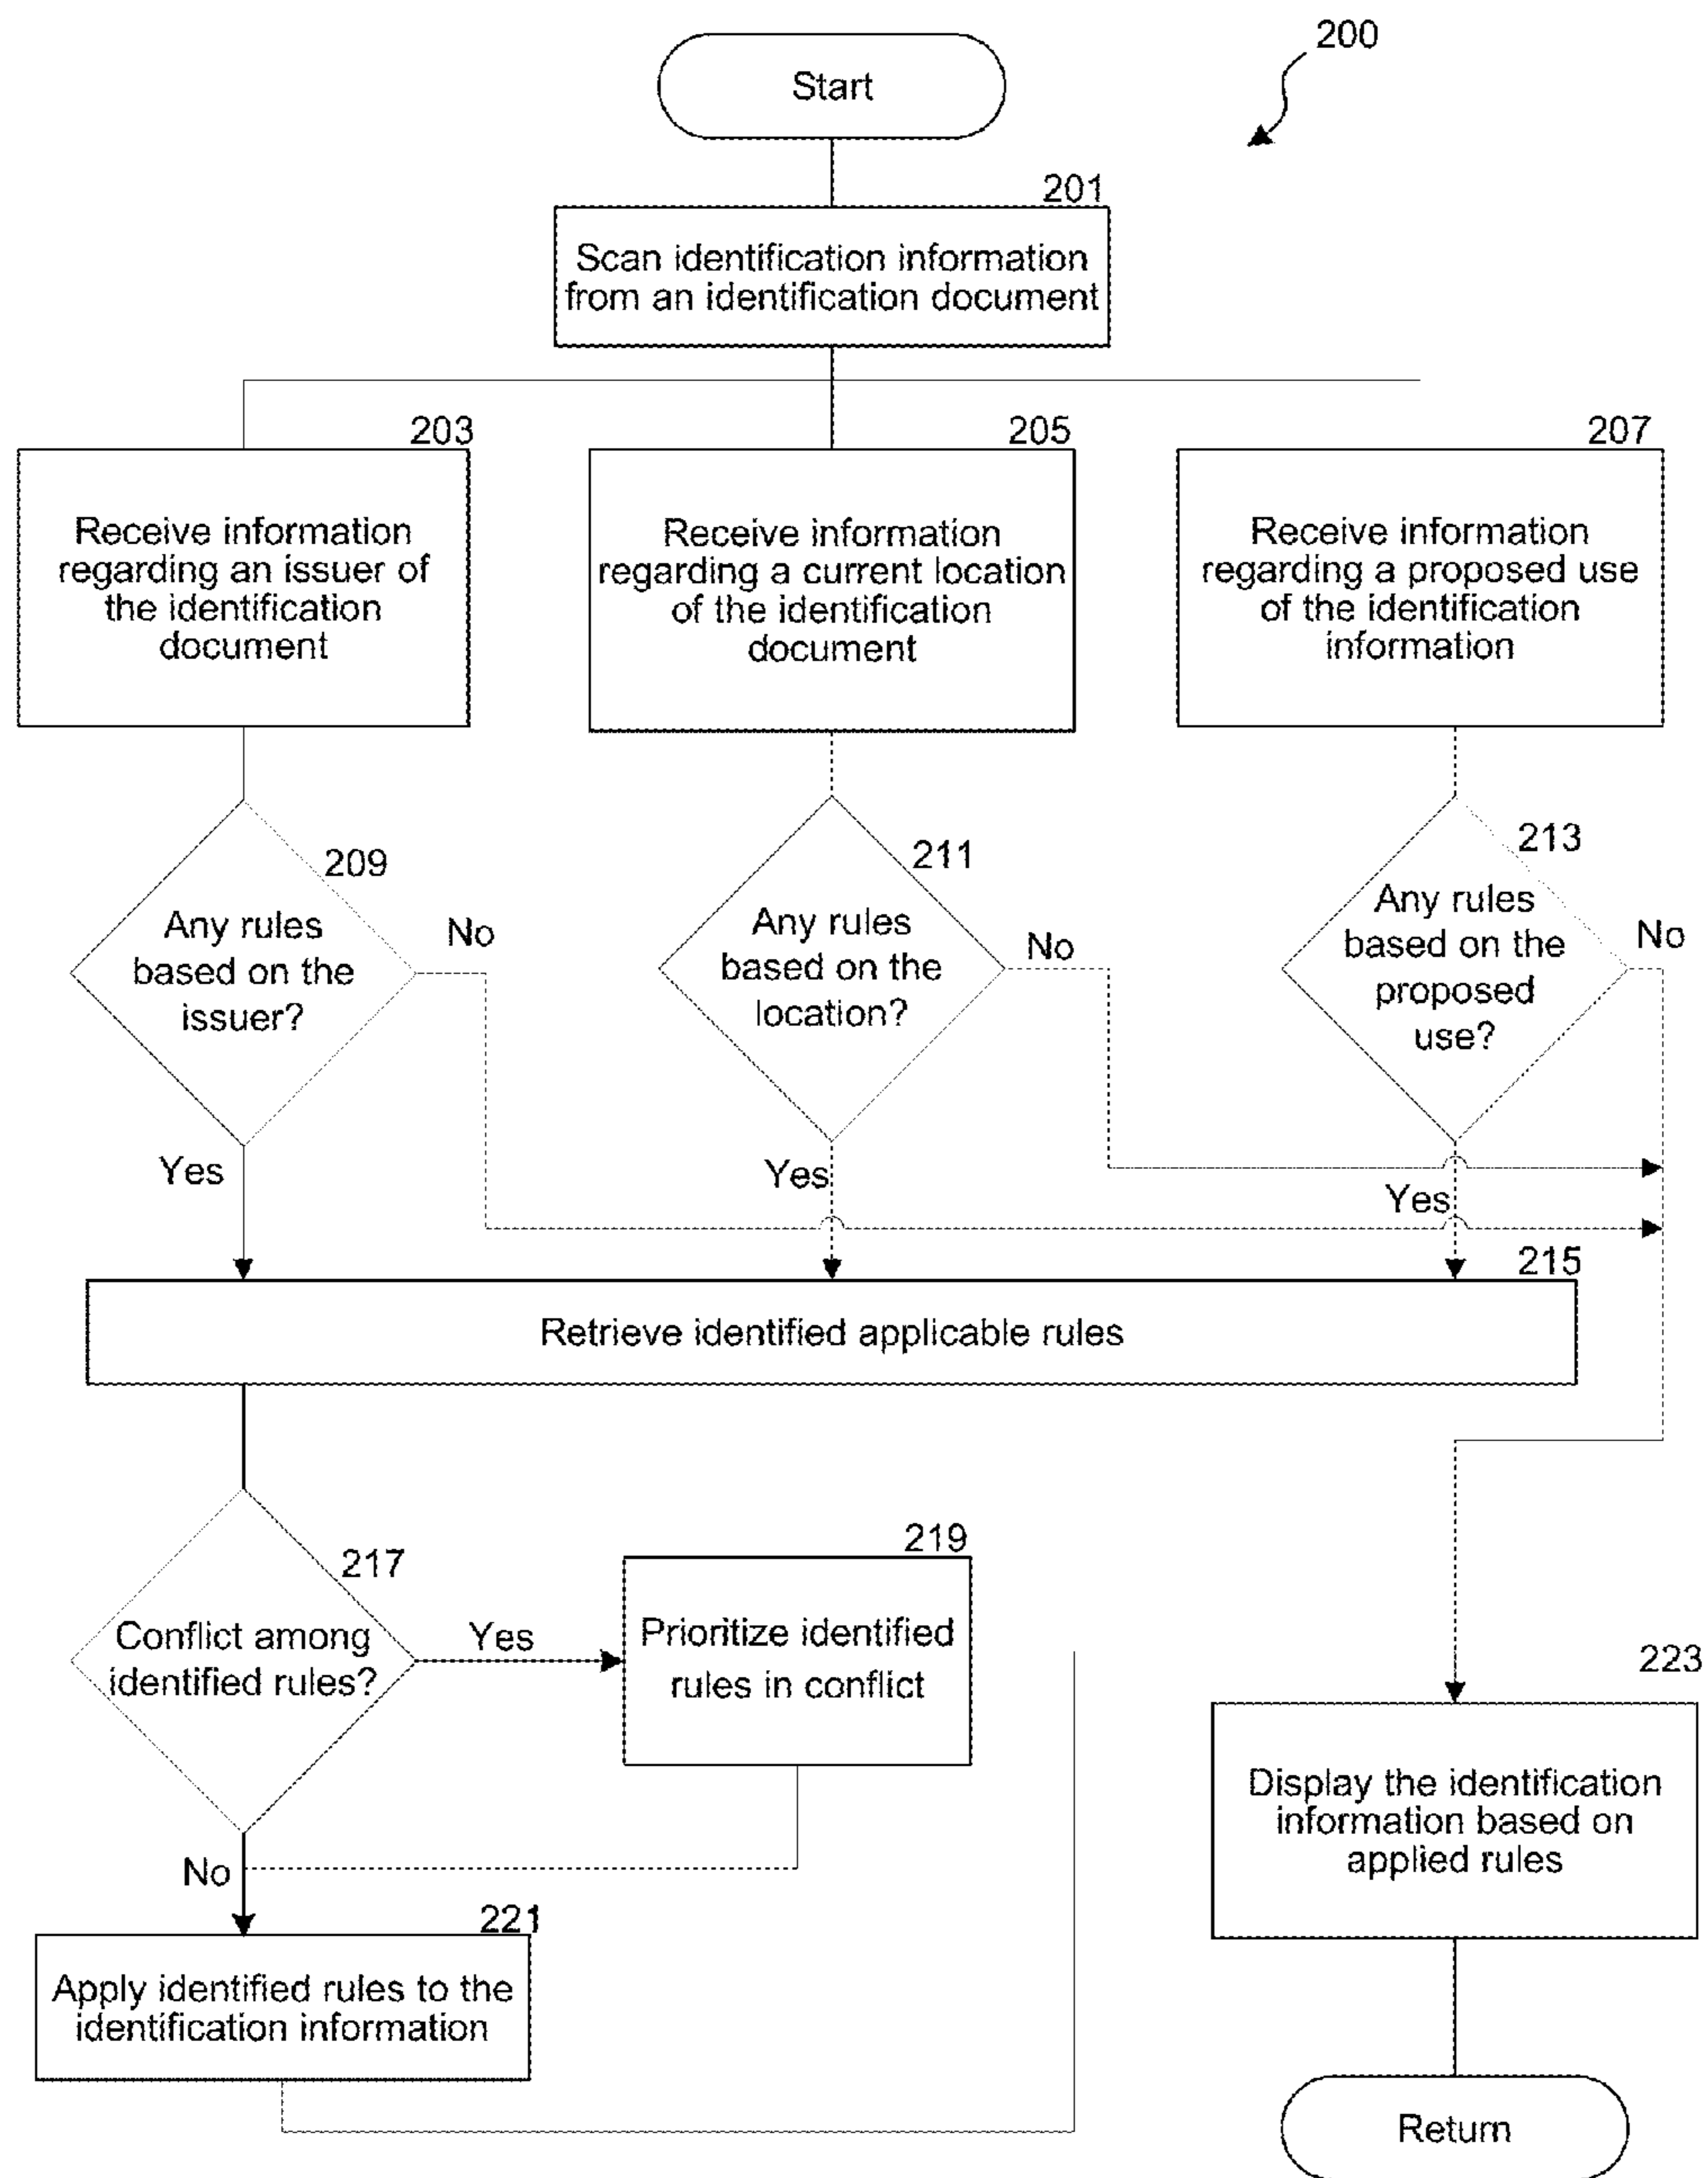 200
Start
201
Scan identification information
from an identification document
203
Receive information
regarding an issuer of
the identification
document
205
Receive information
regarding a current location
of the identification
document
207
Receive information
regarding a proposed use
of the identification
information
209
Any rules
based on the
issuer?
No
Yes
211
Any rules
based on the
location?
No
Yes
213
Any rules
based on the
proposed
use?
No
Yes
215
Retrieve identified applicable rules
217
Conflict among
identified rules?
Yes
No
219
Prioritize identified
rules in conflict
221
Apply identified rules to the
identification information
223
Display the identification
information based on
applied rules
Return